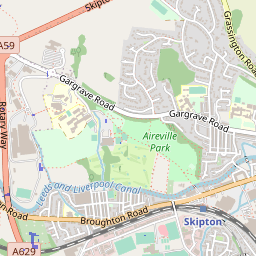 Skipton
A59
Grassington Road
Gargrave Road
Gargrave Road
Rotary Way
Aireville
Park
Leeds and Liverpool Canal
Broughton Road
Road
Skipton
A629